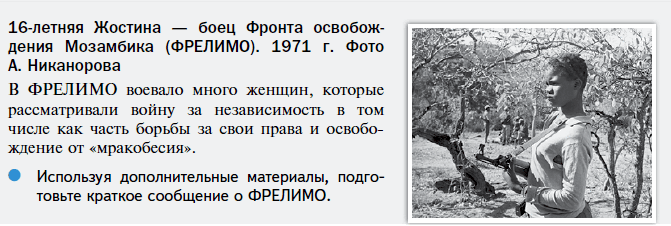 16-летняя Жостина — боец Фронта освобож-
дения Мозамбика (ФРЕЛИМО). 1971 г. Фото
А. Никанорова
В ФРЕЛИМО воевало много женщин, которые
рассматривали войну за независимость в том
числе как часть борьбы за свои права и освобо-
ждение от «мракобесия».
Используя дополнительные материалы, подго-
товьте краткое сообщение о ФРЕЛИМО.